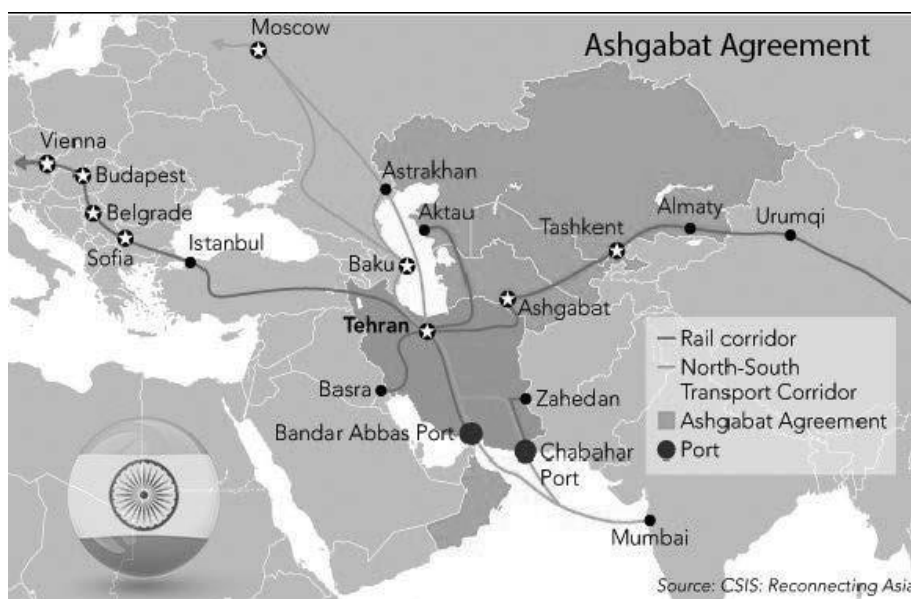 Ashgabat Agreement
Moscow
Vienna
Budapest
Belgrade
Sofia
Istanbul
Astrakhan
Aktau
Baku
Tehran
Tashkent
Almaty
Urumqi
Ashgabat
Basra
Zahedan
Bandar Abbas Port
Chabahar
Port
Mumbai
Rail corridor
North-South
Transport Corridor
Ashgabat Agreement
Port
Source: CSIS: Reconnecting Asia